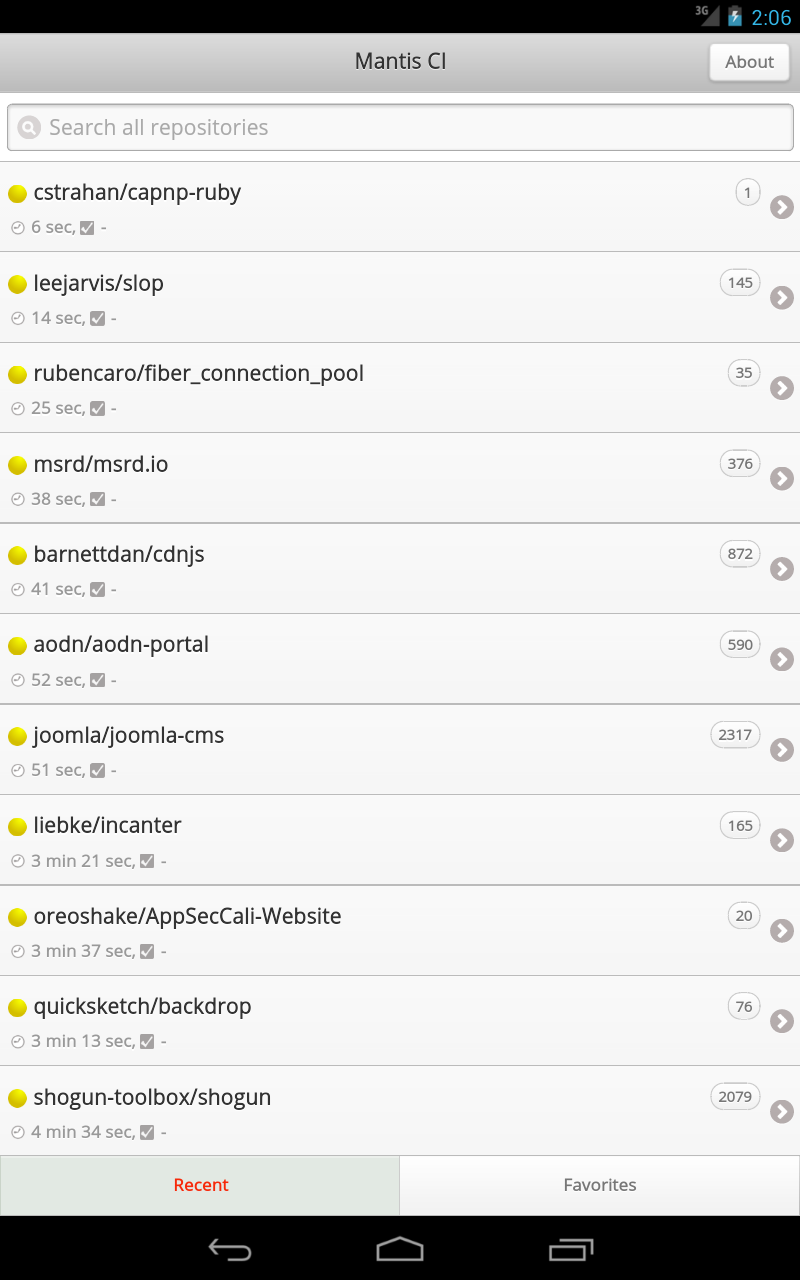 3G 2:06
Mantis CI About
Search all repositories
cstrahan/capnp-ruby 1
6 sec, -
leejarvis/slop 145
14 sec, -
rubencaro/fiber_connection_pool 35
25 sec, -
msrd/msrd.io 376
38 sec, -
barnettdan/cdnjs 872
41 sec, -
aodn/aodn-portal 590
52 sec, -
joomla/joomla-cms 2317
51 sec, -
liebke/incanter 165
3 min 21 sec, -
oreoshake/AppSecCali-Website 20
3 min 37 sec, -
quicksketch/backdrop 76
3 min 13 sec, -
shogun-toolbox/shogun 2079
4 min 34 sec, -
Recent Favorites